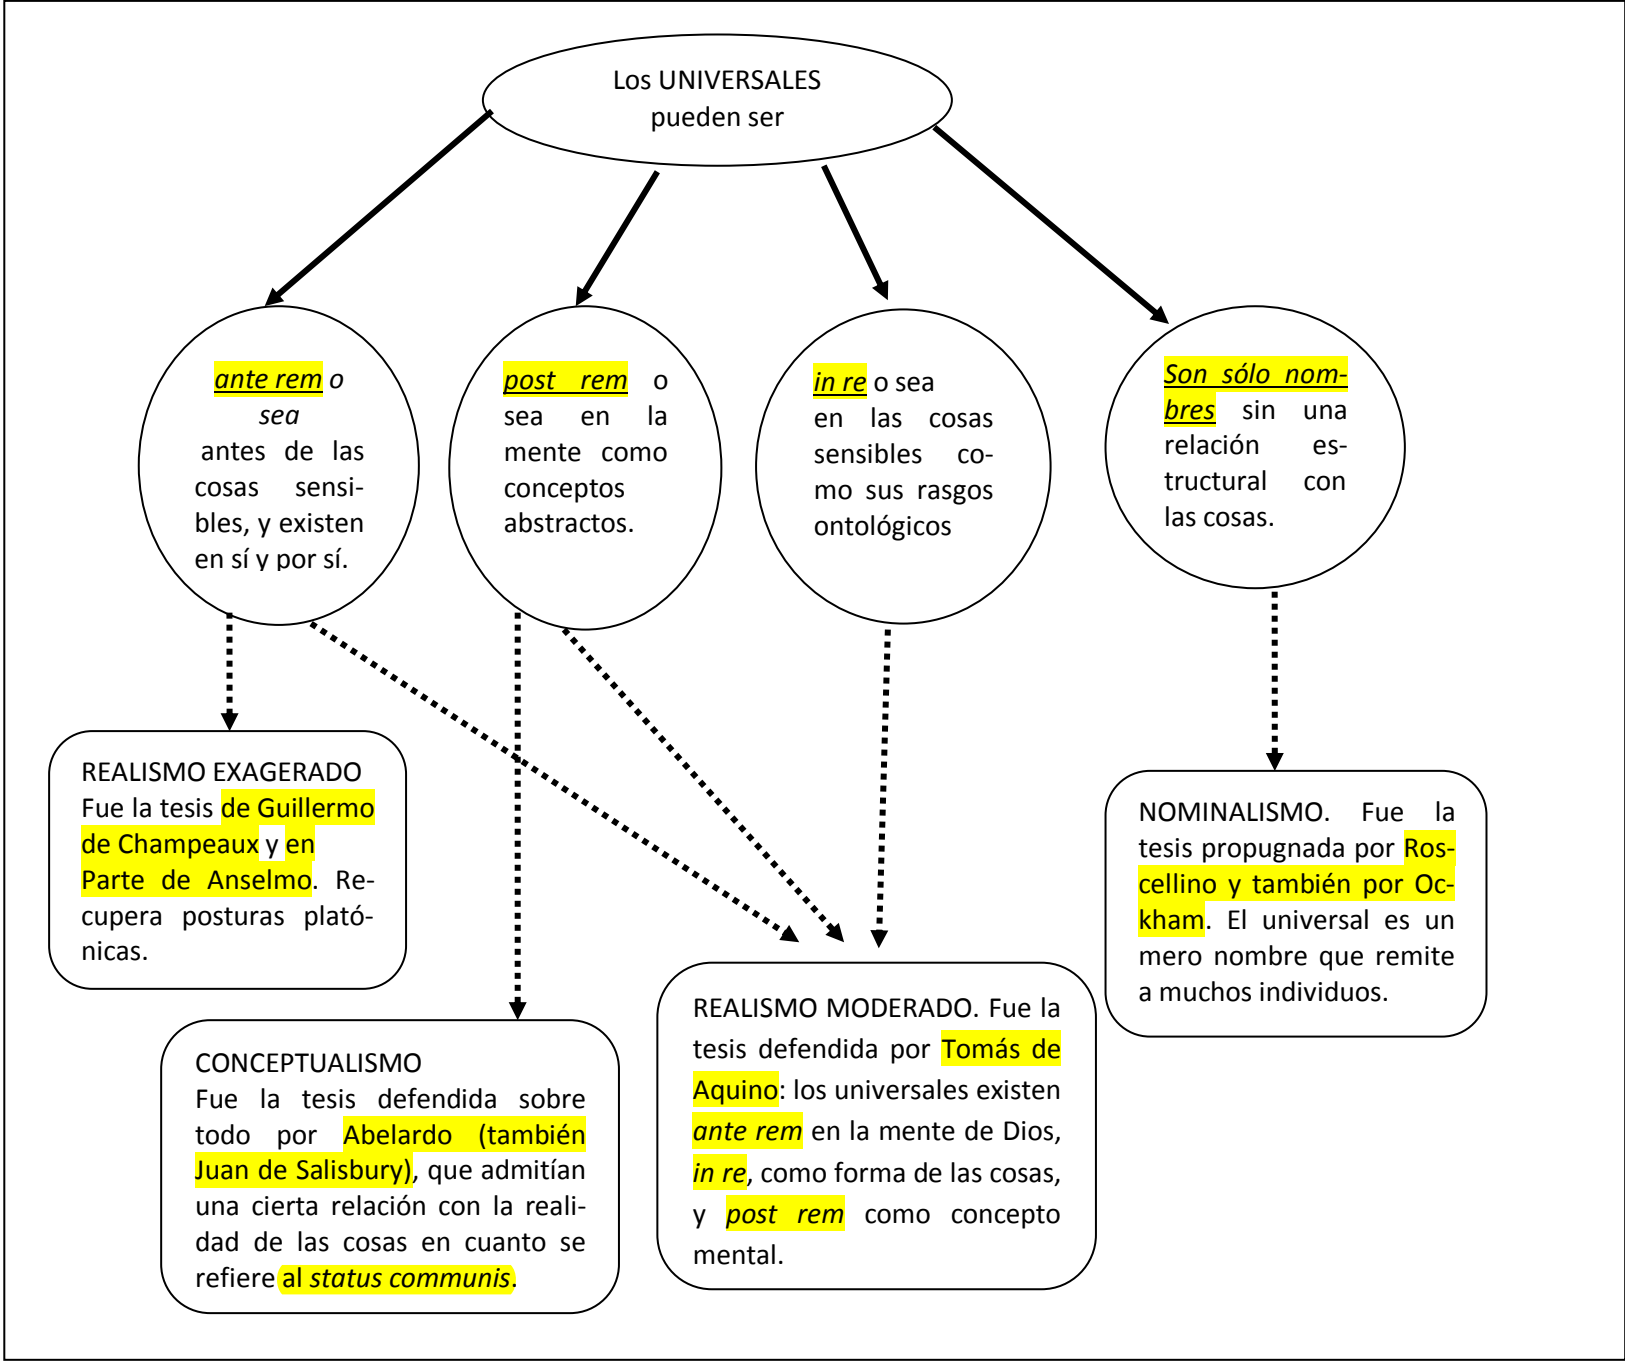 Los UNIVERSALES
pueden ser
ante rem o
sea
antes de las
cosas sensi-
bles, y existen
en sí y por sí.
post rem o
sea en la
mente como
conceptos
abstractos.
in re o sea
en las cosas
sensibles co-
mo sus rasgos
ontológicos
Son sólo nom-
bres sin una
relación es-
tructural con
las cosas.
REALISMO EXAGERADO
Fue la tesis de Guillermo
de Champeaux y en
Parte de Anselmo. Re-
cupera posturas plató-
nicas.
CONCEPTUALISMO
Fue la tesis defendida sobre
todo por Abelardo (también
Juan de Salisbury), que admitían
una cierta relación con la reali-
dad de las cosas en cuanto se
refiere al status communis.
REALISMO MODERADO. Fue la
tesis defendida por Tomás de
Aquino: los universales existen
ante rem en la mente de Dios,
in re, como forma de las cosas,
y post rem como concepto
mental.
NOMINALISMO. Fue la
tesis propugnada por Ros-
cellino y también por Oc-
kham. El universal es un
mero nombre que remite
a muchos individuos.